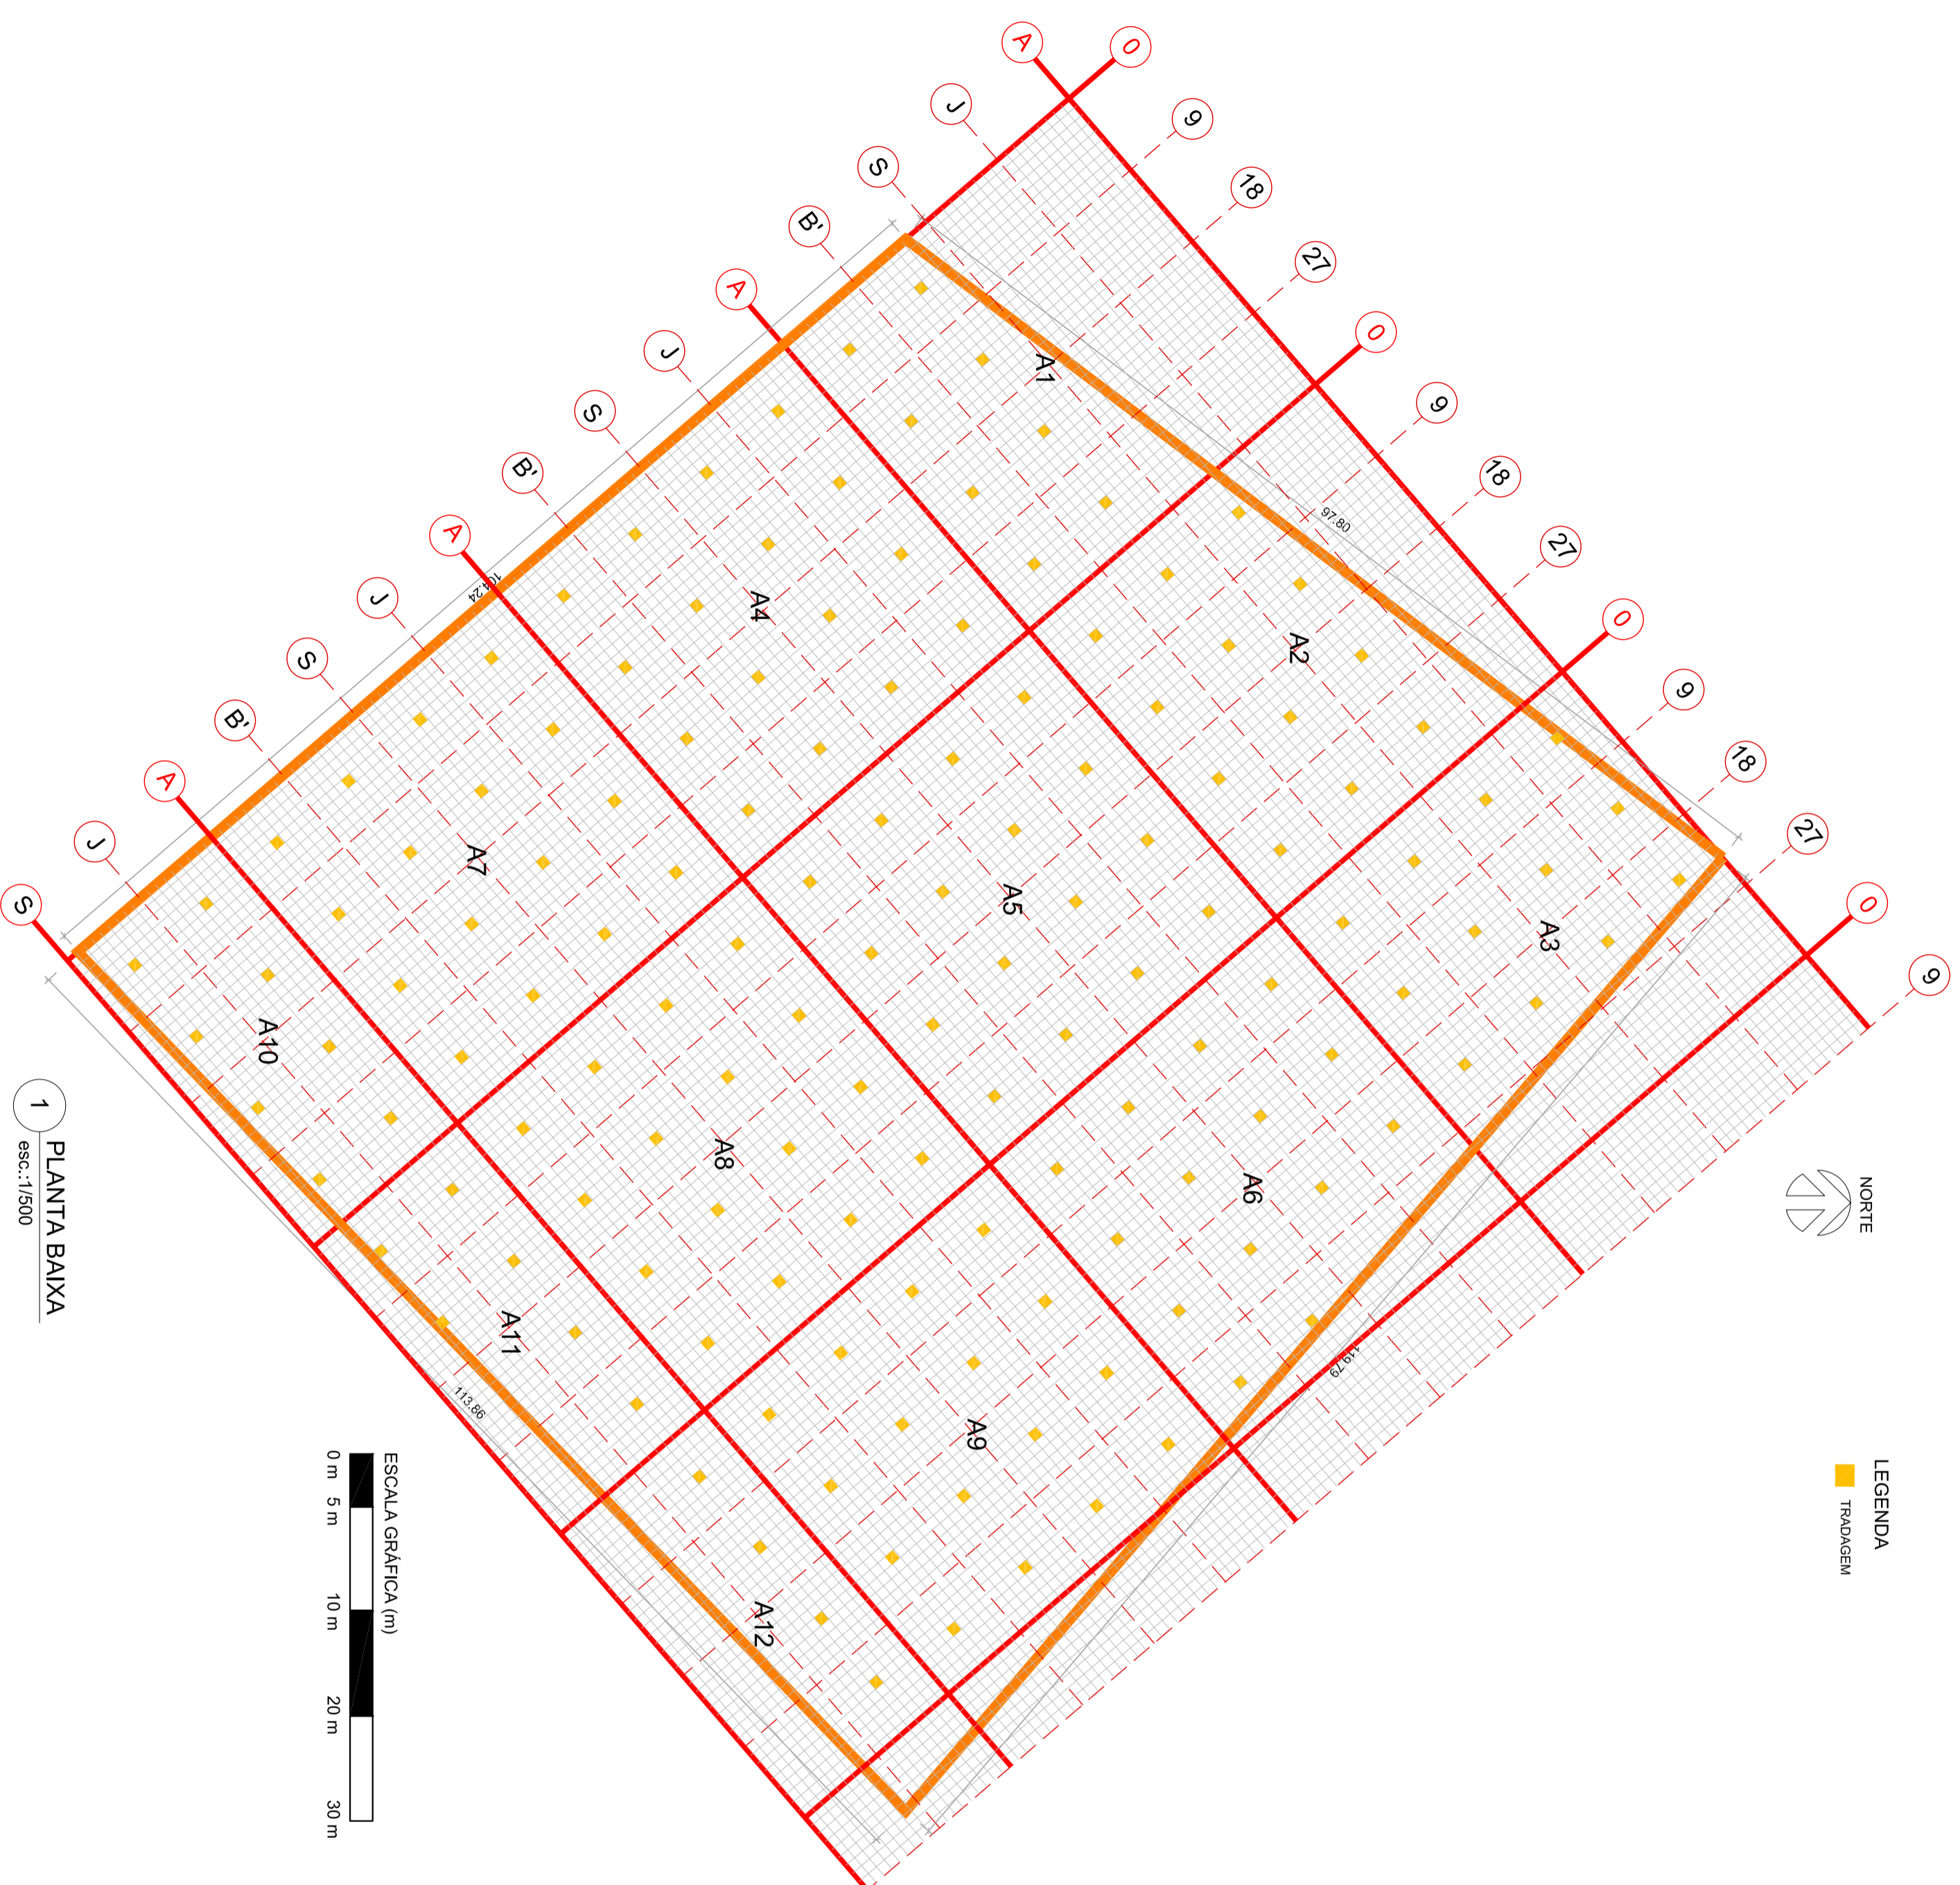 A
0
J
9
S
18
B'
27
A
0
J
9
S
18
B'
27
A
0
J
9
S
18
B'
27
A
0
J
9
S
97.80
104.24
119.79
113.86
A1
A2
A3
A4
A5
A6
A7
A8
A9
A10
A11
A12
NORTE
LEGENDA
TRADAGEM
1
PLANTA BAIXA
esc.:1/500
ESCALA GRÁFICA (m)
0 m 5 m 10 m 20 m 30 m